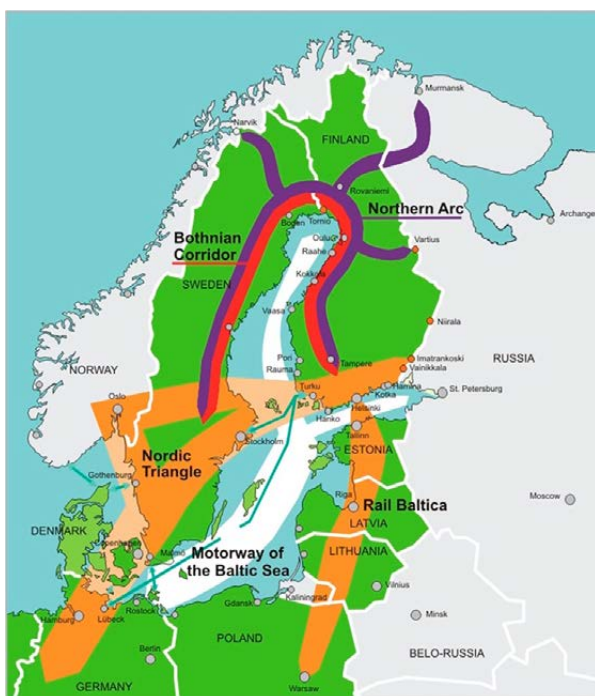 Murmansk
Narvik
FINLAND
Rovaniemi
Northern Arc
Archange
Boden
Tornio
Bothnian
Corridor
Oulu
Raahe
Vartius
Kokkola
SWEDEN
Vaasa
Niirala
Pori
Tampere
Imatrankoski
Vainikkala
RUSSIA
NORWAY
Rauma
Oslo
Turku
Hamina
Kotka
St. Petersburg
Helsinki
Hanko
Stockholm
Tallinn
Nordic
Triangle
ESTONIA
Gothenburg
Riga
Rail Baltica
Moscow
LATVIA
DENMARK
Copenhagen
Malmö
Motorway of
the Baltic Sea
LITHUANIA
Vilnius
Kaliningrad
Gdansk
Rostock
Lübeck
Hamburg
Minsk
POLAND
Berlin
BELO-RUSSIA
GERMANY
Warsaw